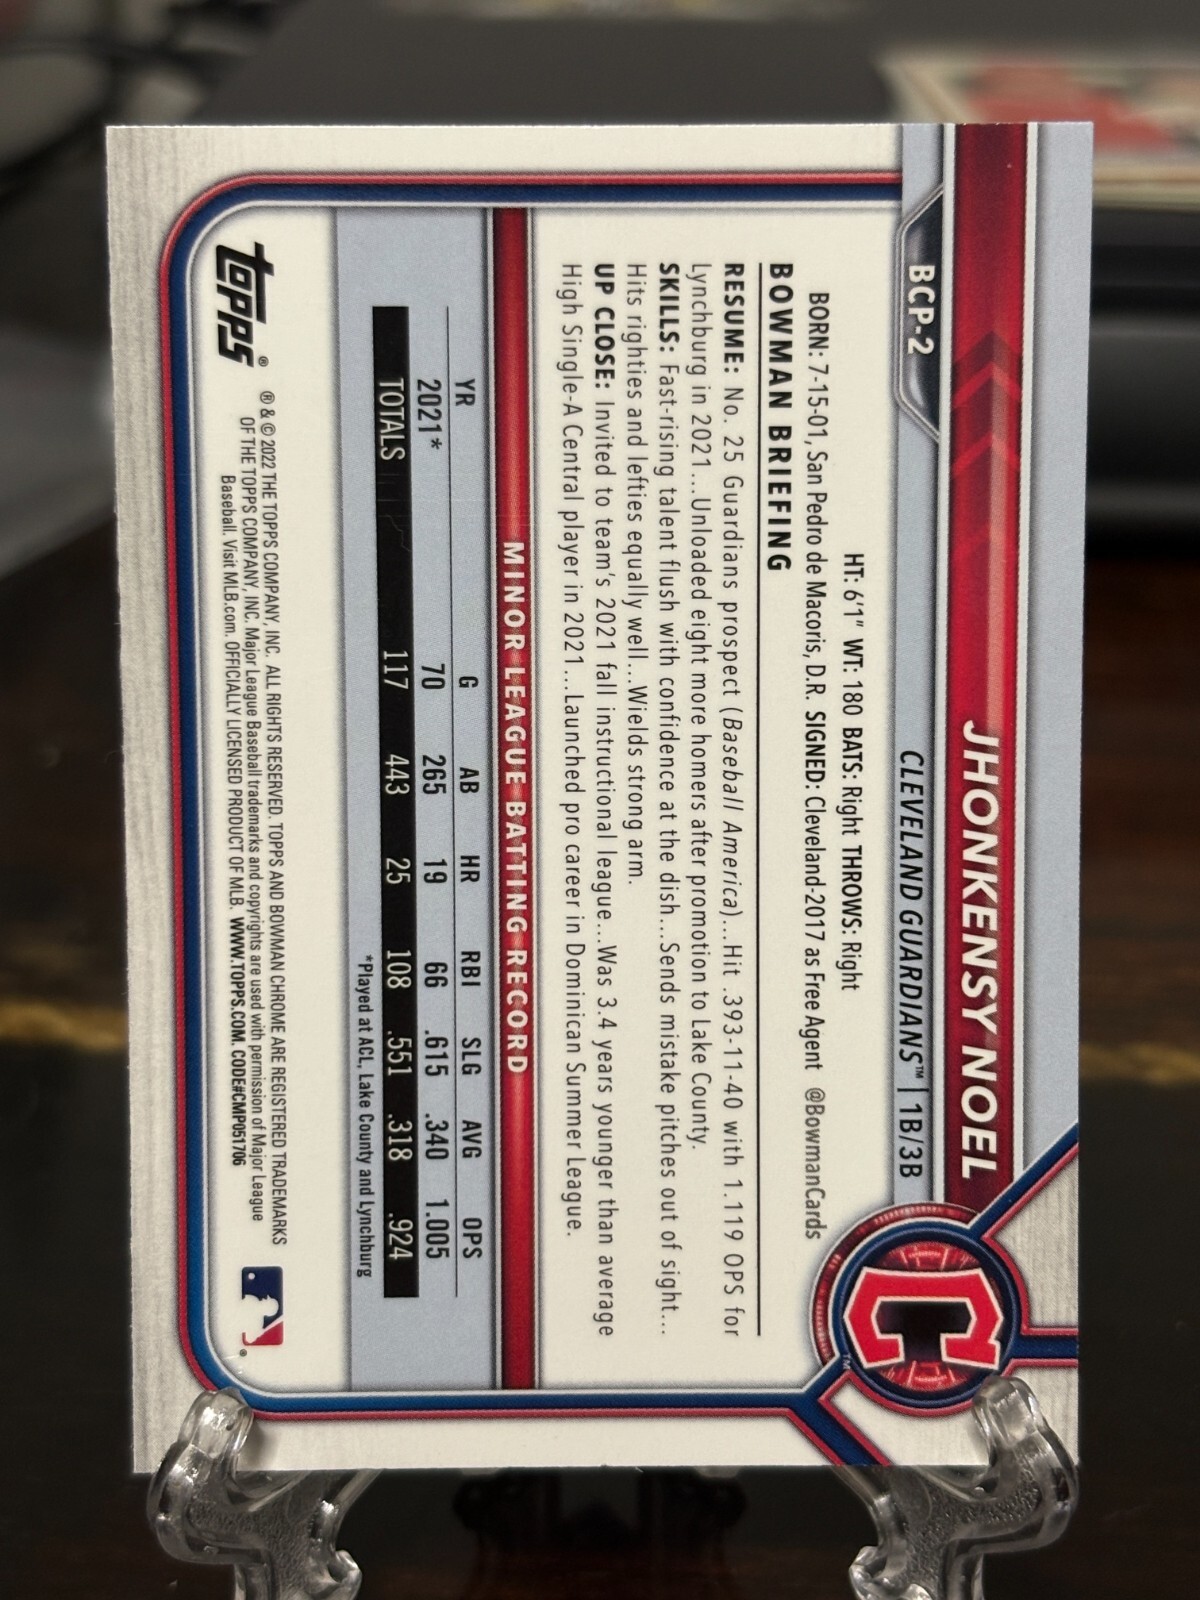 JHONKENSY NOEL
BCP-2
CLEVELAND GUARDIANS™ | 1B/3B
C
TM
HT: 6'1" WT: 180 BATS: Right THROWS: Right
BORN: 7-15-01, San Pedro de Macoris, D.R. SIGNED: Cleveland-2017 as Free Agent @BowmanCards
BOWMAN BRIEFING
RESUME: No. 25 Guardians prospect (Baseball America)...Hit .393-11-40 with 1.119 OPS for
Lynchburg in 2021...Unloaded eight more homers after promotion to Lake County.
SKILLS: Fast-rising talent flush with confidence at the dish...Sends mistake pitches out of sight...
Hits righties and lefties equally well...Wields strong arm.
UP CLOSE: Invited to team's 2021 fall instructional league...Was 3.4 years younger than average
High Single-A Central player in 2021...Launched pro career in Dominican Summer League.
MINOR LEAGUE BATTING RECORD
YR G AB HR RBI SLG AVG OPS
2021* 70 265 19 66 .615 .340 1.005
TOTALS 117 443 25 108 .551 .318 .924
*Played at ACL, Lake County and Lynchburg
topps®
® & © 2022 THE TOPPS COMPANY, INC. ALL RIGHTS RESERVED. TOPPS AND BOWMAN CHROME ARE REGISTERED TRADEMARKS
OF THE TOPPS COMPANY, INC. Major League Baseball trademarks and copyrights are used with permission of Major League
Baseball. Visit MLB.com. OFFICIALLY LICENSED PRODUCT OF MLB. WWW.TOPPS.COM. CODE#CMP051706